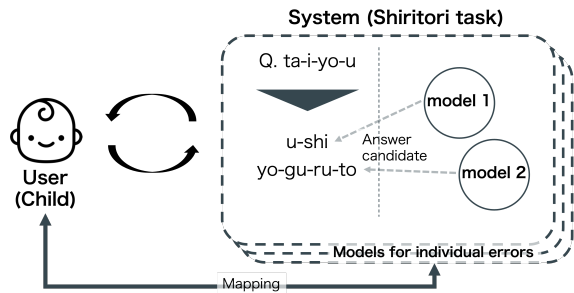 System (Shiritori task)
Q. ta-i-yo-u
model 1
u-shi
Answer
candidate
yo-gu-ru-to
model 2
User
(Child)
Models for individual errors
Mapping